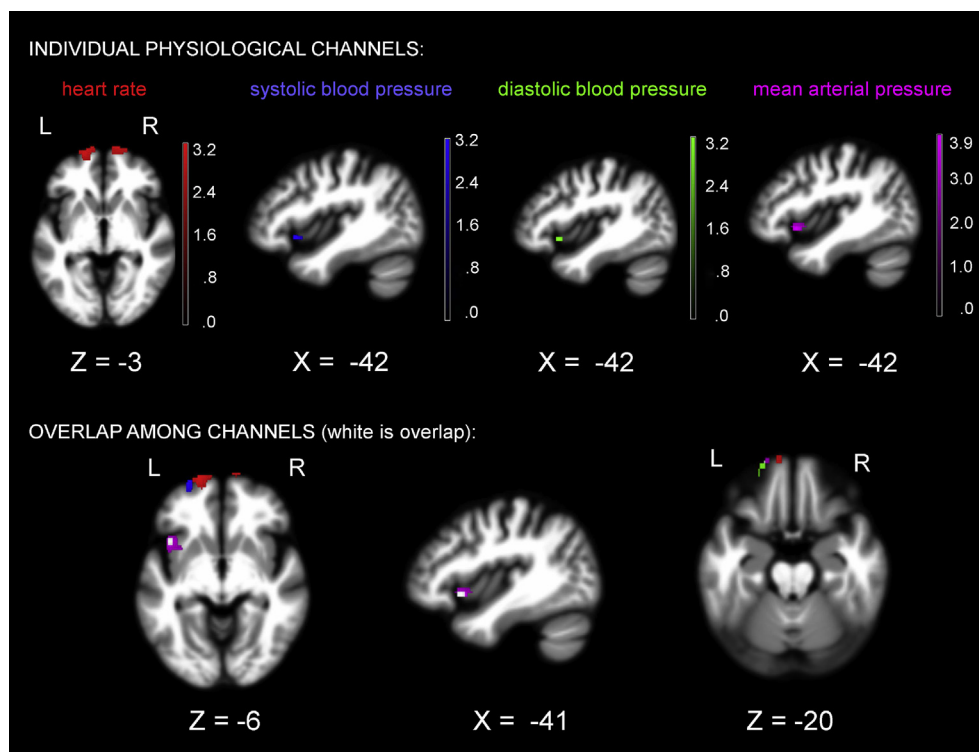 INDIVIDUAL PHYSIOLOGICAL CHANNELS:
heart rate
systolic blood pressure
diastolic blood pressure
mean arterial pressure
L R
3.2
2.4
1.6
.8
.0
3.2
2.4
1.6
.8
.0
3.2
2.4
1.6
.8
.0
3.9
3.0
2.0
1.0
.0
Z = -3
X = -42
X = -42
X = -42
OVERLAP AMONG CHANNELS (white is overlap):
L R
L R
Z = -6
X = -41
Z = -20